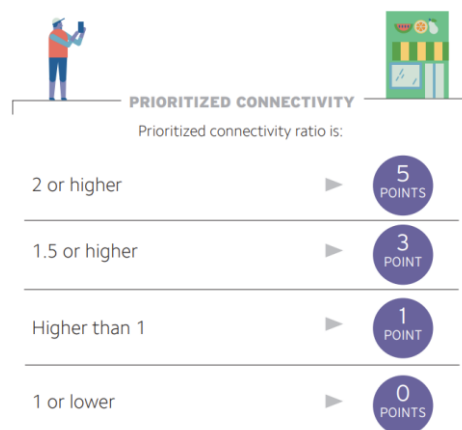 PRIORITIZED CONNECTIVITY
Prioritized connectivity ratio is:
2 or higher
5
POINTS
1.5 or higher
3
POINT
Higher than 1
1
POINT
1 or lower
0
POINTS